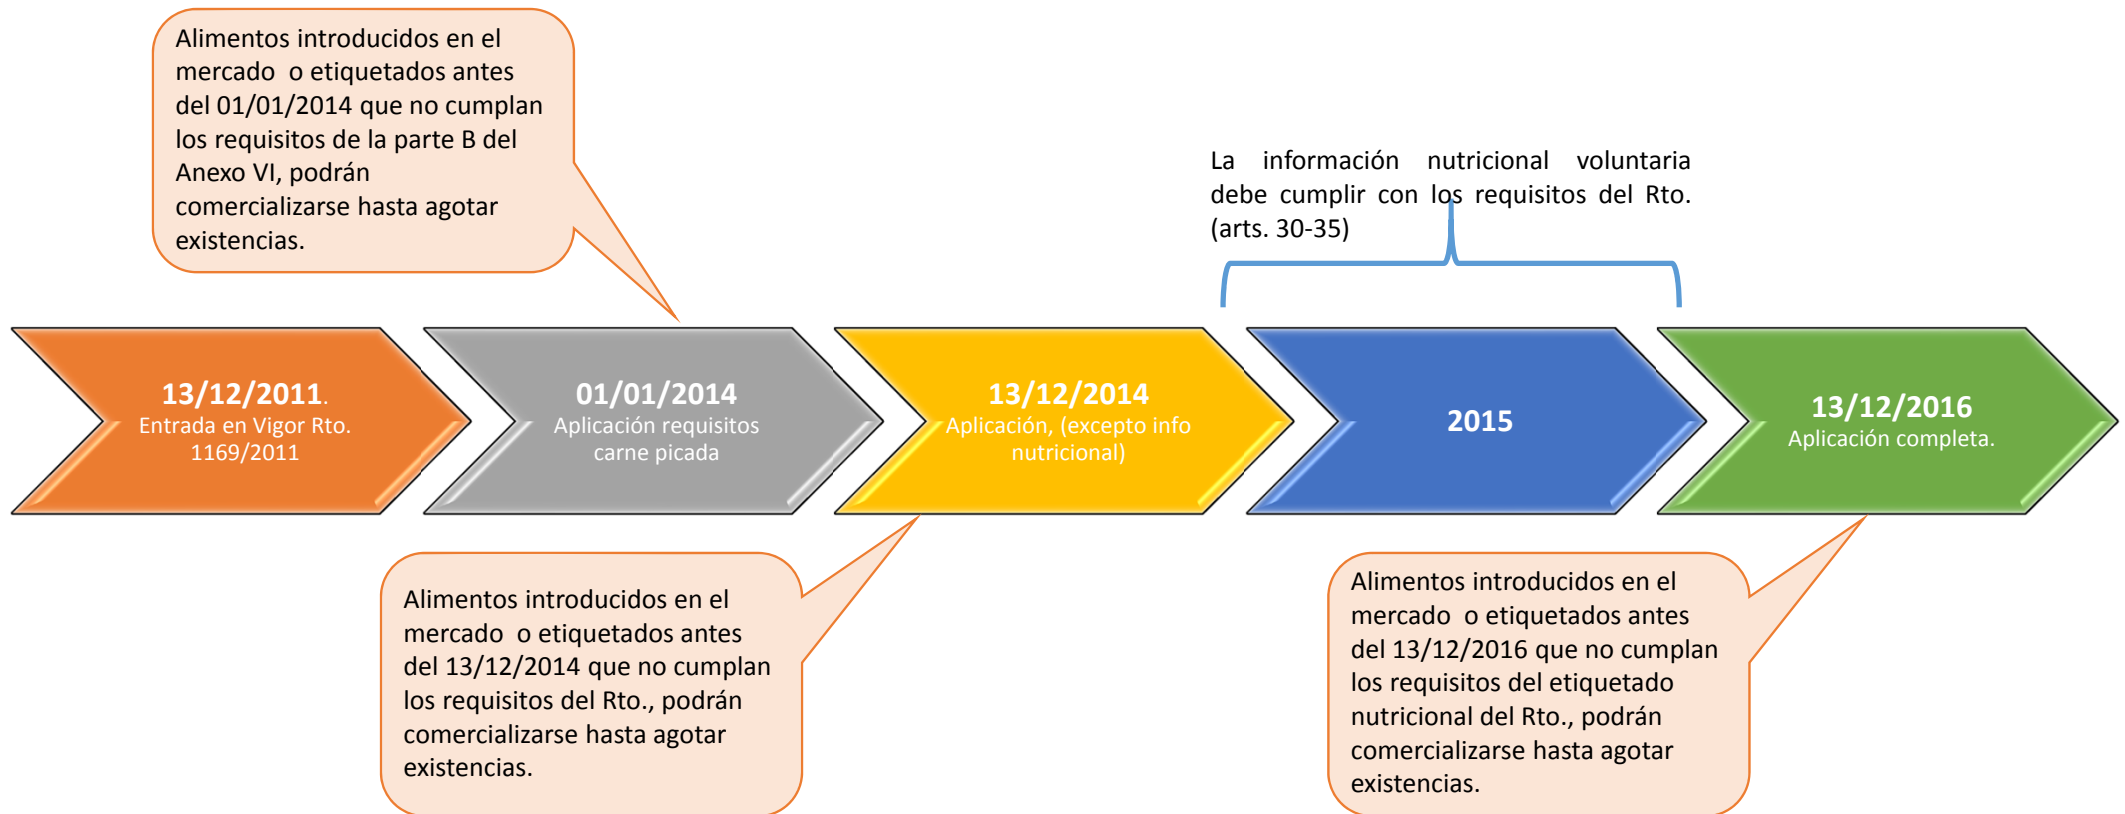 Alimentos introducidos en el
mercado o etiquetados antes
del 01/01/2014 que no cumplan
los requisitos de la parte B del
Anexo VI, podrán
comercializarse hasta agotar
existencias.
La información nutricional voluntaria
debe cumplir con los requisitos del Rto.
(arts. 30-35)
13/12/2011.
Entrada en Vigor Rto.
1169/2011
01/01/2014
Aplicación requisitos
carne picada
13/12/2014
Aplicación, (excepto info
nutricional)
2015
13/12/2016
Aplicación completa.
Alimentos introducidos en el
mercado o etiquetados antes
del 13/12/2014 que no cumplan
los requisitos del Rto., podrán
comercializarse hasta agotar
existencias.
Alimentos introducidos en el
mercado o etiquetados antes
del 13/12/2016 que no cumplan
los requisitos del etiquetado
nutricional del Rto., podrán
comercializarse hasta agotar
existencias.